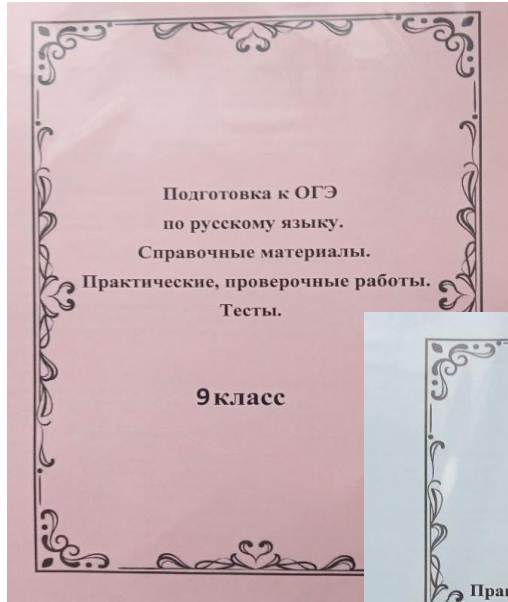 Подготовка к ОГЭ
по русскому языку.
Справочные материалы.
Практические, проверочные работы.
Тесты.
9 класс